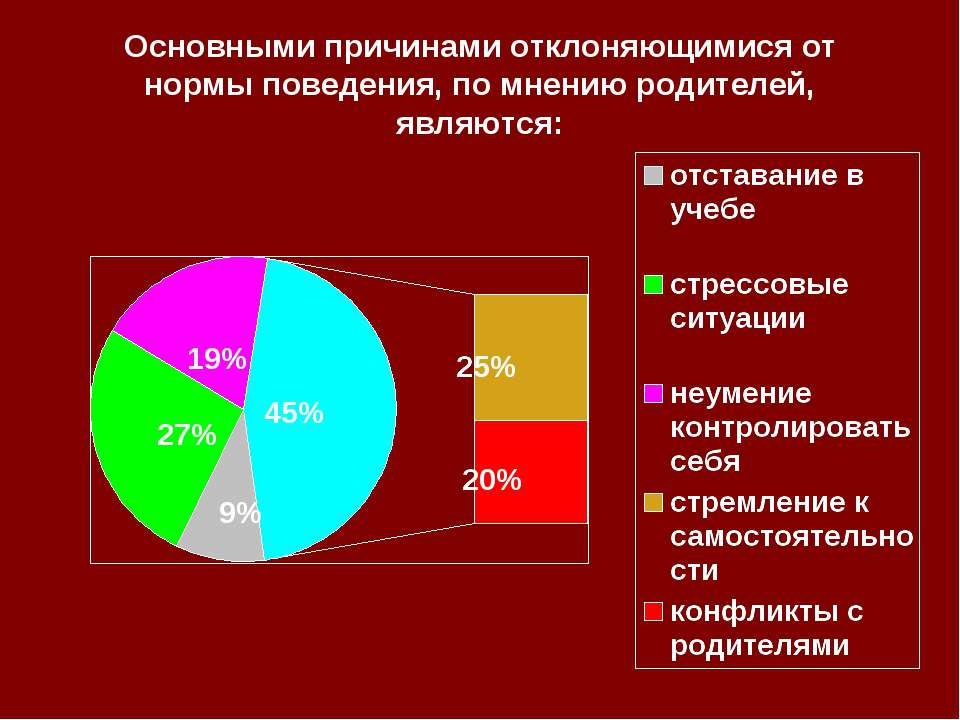 Основными причинами отклоняющимися от
нормы поведения, по мнению родителей,
являются:
отставание в
учебе
стрессовые
ситуации
неумение
контролировать
себя
стремление к
самостоятельно
сти
конфликты с
родителями
19%
45%
27%
9%
25%
20%